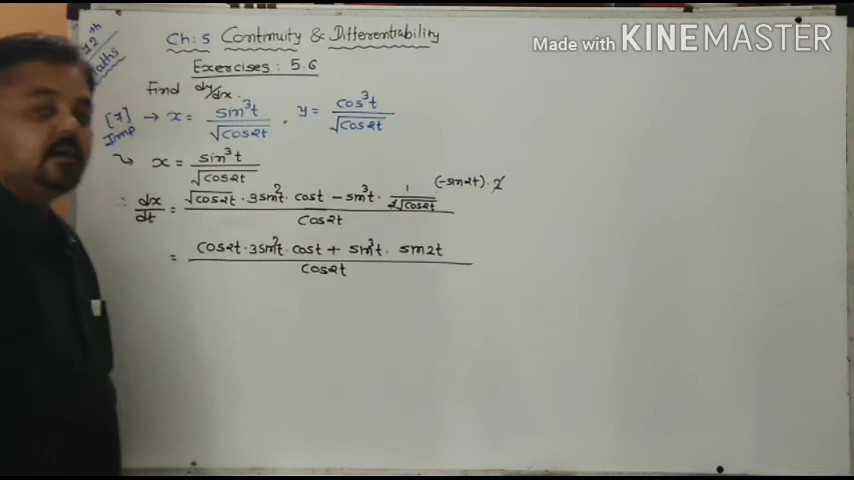 12th
Maths
Ch: 5 Continuity & Differentiability
Made with KINEMASTER
Exercises: 5.6
Find dy/dx.
[7] → x = sin³t / √cos2t , y = cos³t / √cos2t
Imp
x = sin³t / √cos2t
∴ dx/dt = (√cos2t · 3sin²t · cost − sin³t · 1/(2√cos2t) (−sin2t) · 2) / cos2t
= (cos2t · 3sin²t · cost + sin³t · sin2t) / cos2t